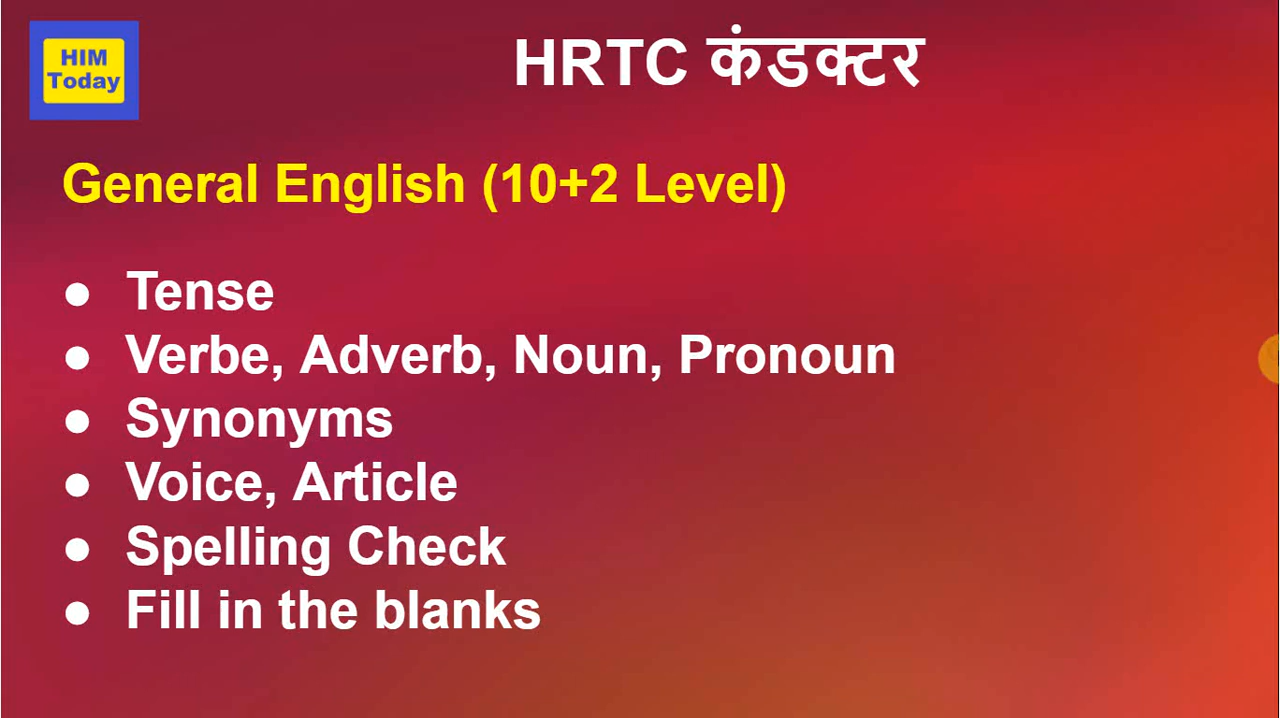 HIM
Today
HRTC कंडक्टर
General English (10+2 Level)
● Tense
● Verbe, Adverb, Noun, Pronoun
● Synonyms
● Voice, Article
● Spelling Check
● Fill in the blanks